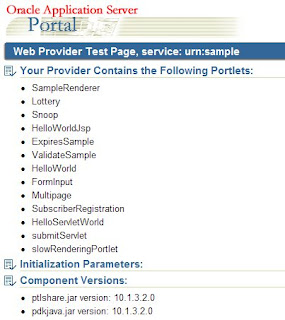 Oracle Application Server
Portal
Web Provider Test Page, service: urn:sample
Your Provider Contains the Following Portlets:
• SampleRenderer
• Lottery
• Snoop
• HelloWorldJsp
• ExpiresSample
• ValidateSample
• HelloWorld
• FormInput
• Multipage
• SubscriberRegistration
• HelloServletWorld
• submitServlet
• slowRenderingPortlet
Initialization Parameters:
Component Versions:
• ptlshare.jar version: 10.1.3.2.0
• pdkjava.jar version: 10.1.3.2.0